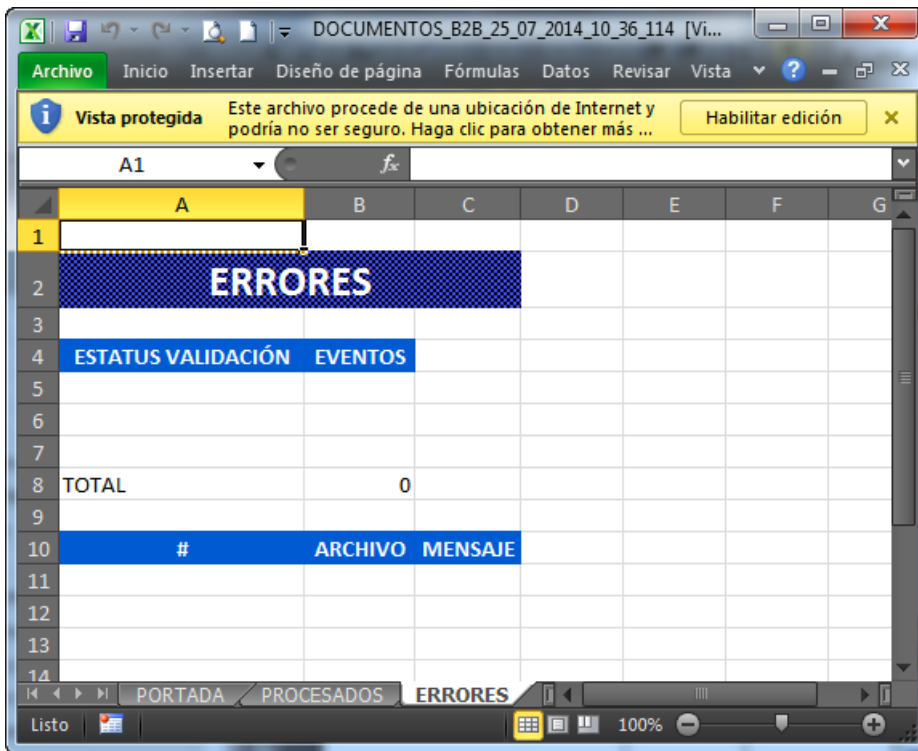 DOCUMENTOS_B2B_25_07_2014_10_36_114 [Vi...
Archivo Inicio Insertar Diseño de página Fórmulas Datos Revisar Vista
Vista protegida Este archivo procede de una ubicación de Internet y podría no ser seguro. Haga clic para obtener más ... Habilitar edición
A1 fx
A B C D E F G
1
2 ERRORES
3
4 ESTATUS VALIDACIÓN EVENTOS
5
6
7
8 TOTAL 0
9
10 # ARCHIVO MENSAJE
11
12
13
14
PORTADA PROCESADOS ERRORES
Listo 100%